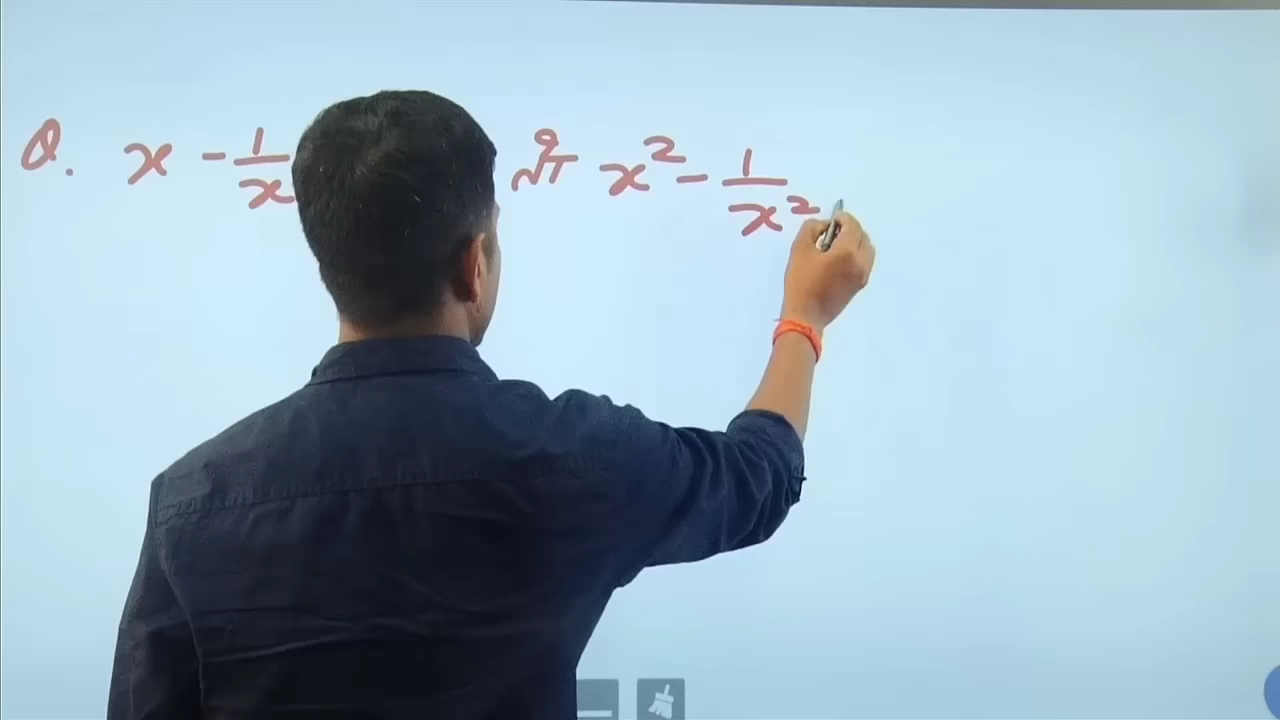 Q. x - 1/x तो x² - 1/x²